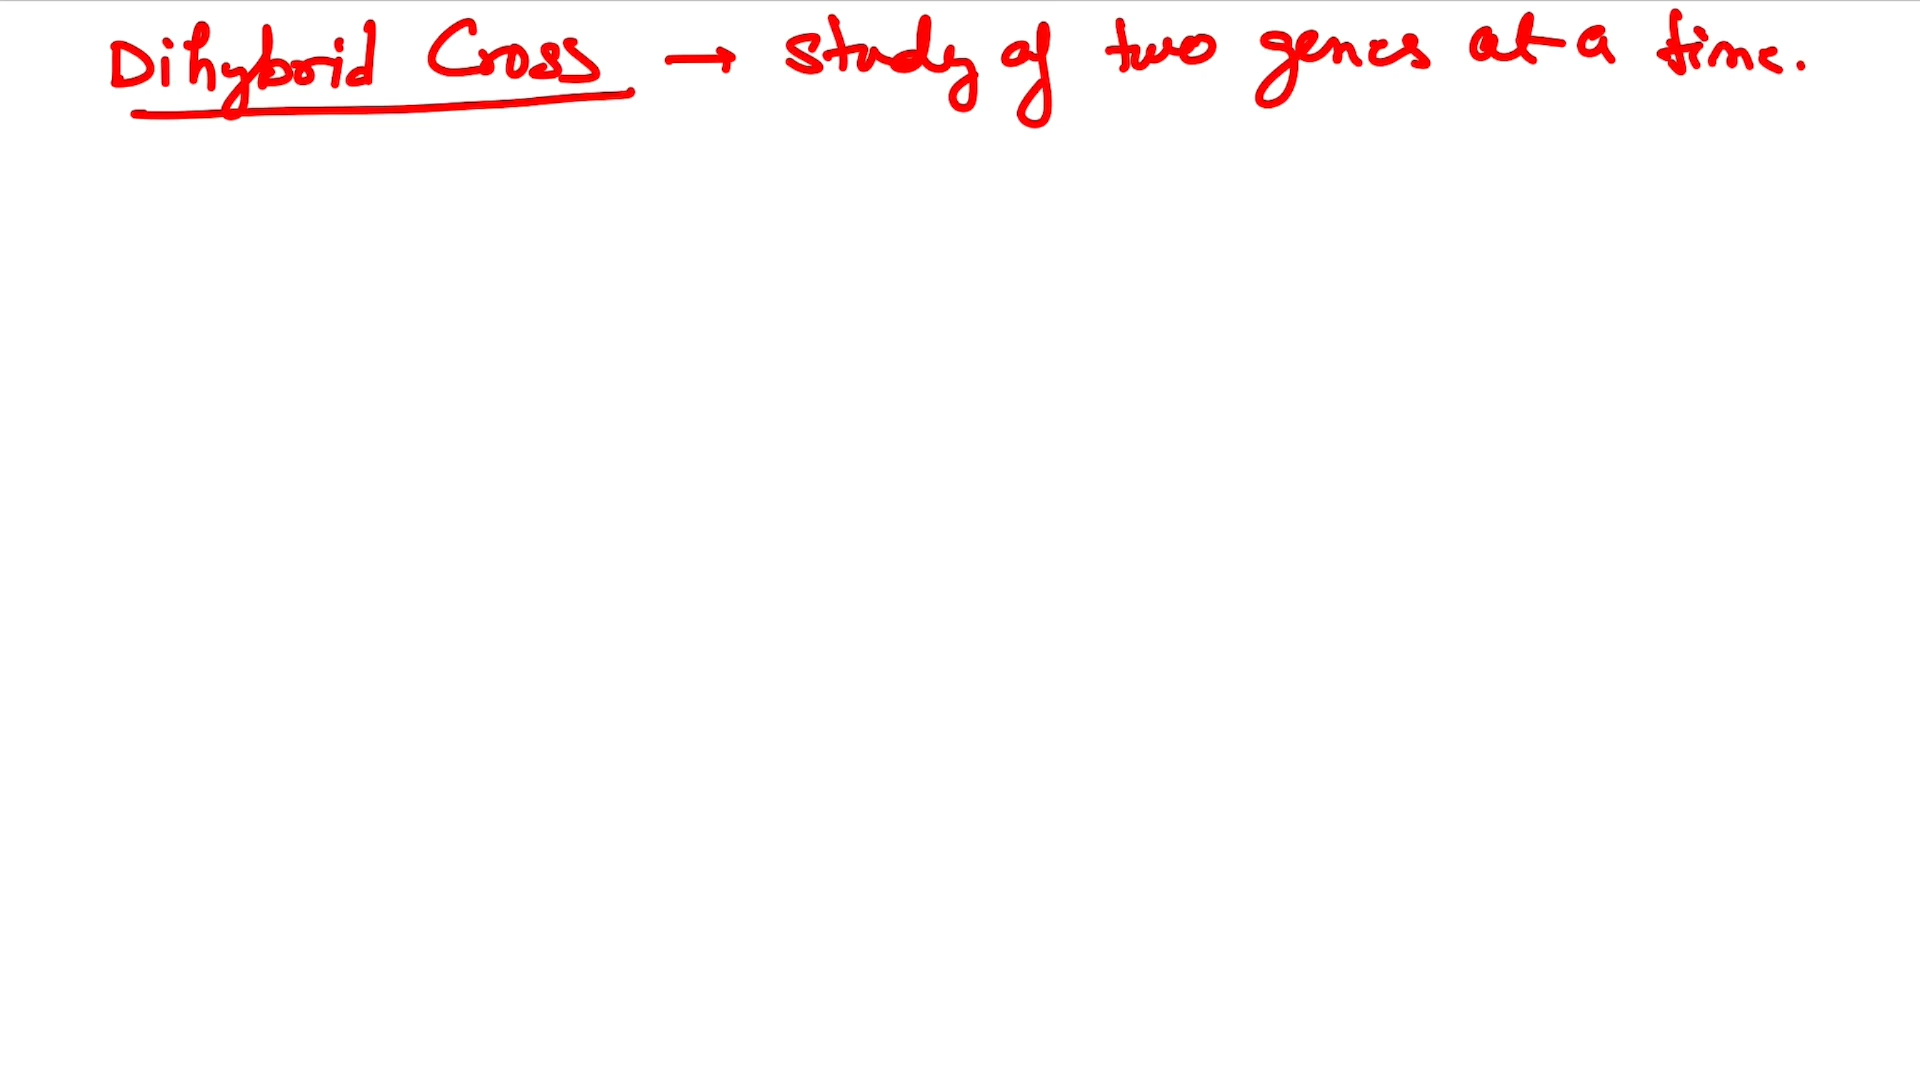 Dihybrid Cross → study of two genes at a time.